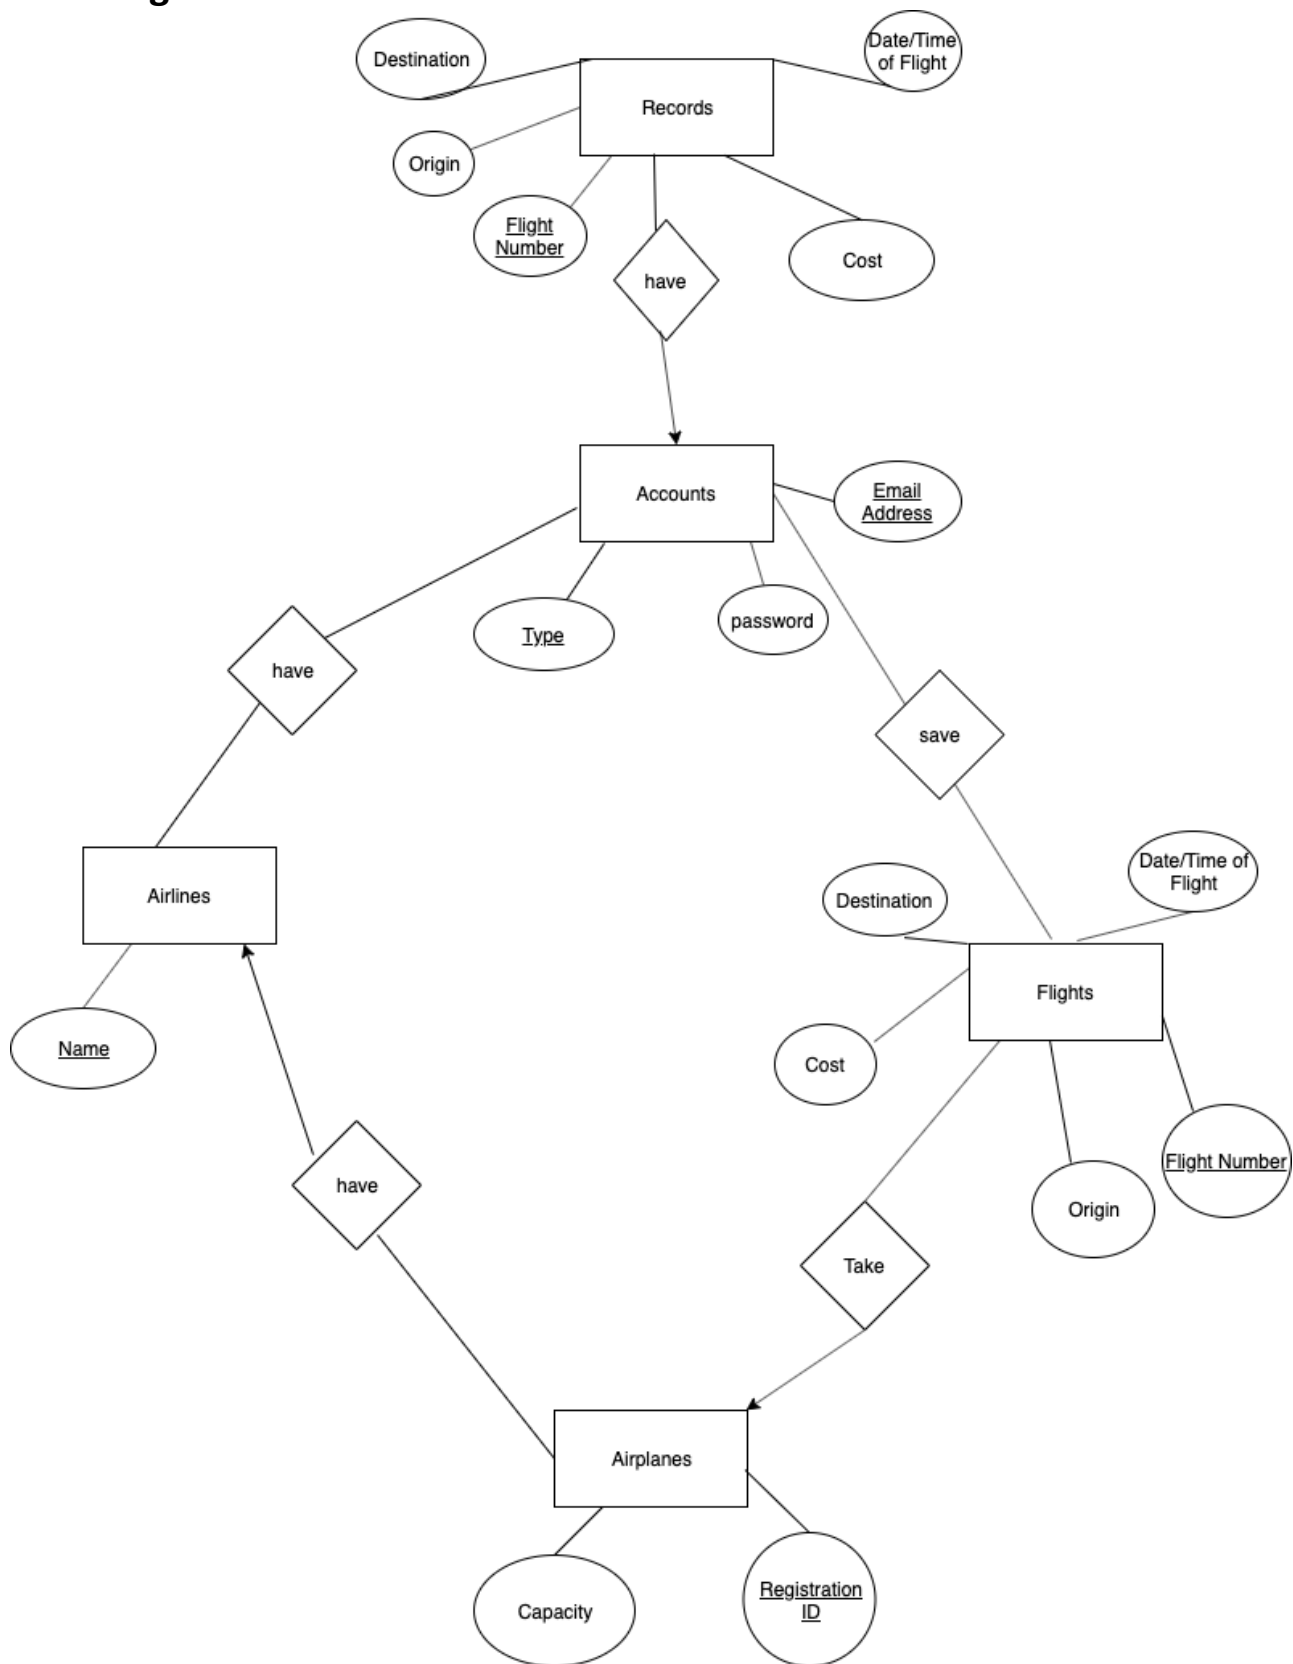 Destination
Date/Time
of Flight
Records
Origin
Flight
Number
Cost
have
Accounts
Email
Address
Type
password
have
save
Airlines
Date/Time of
Flight
Destination
Flights
Name
Cost
Flight Number
Origin
have
Take
Airplanes
Capacity
Registration
ID